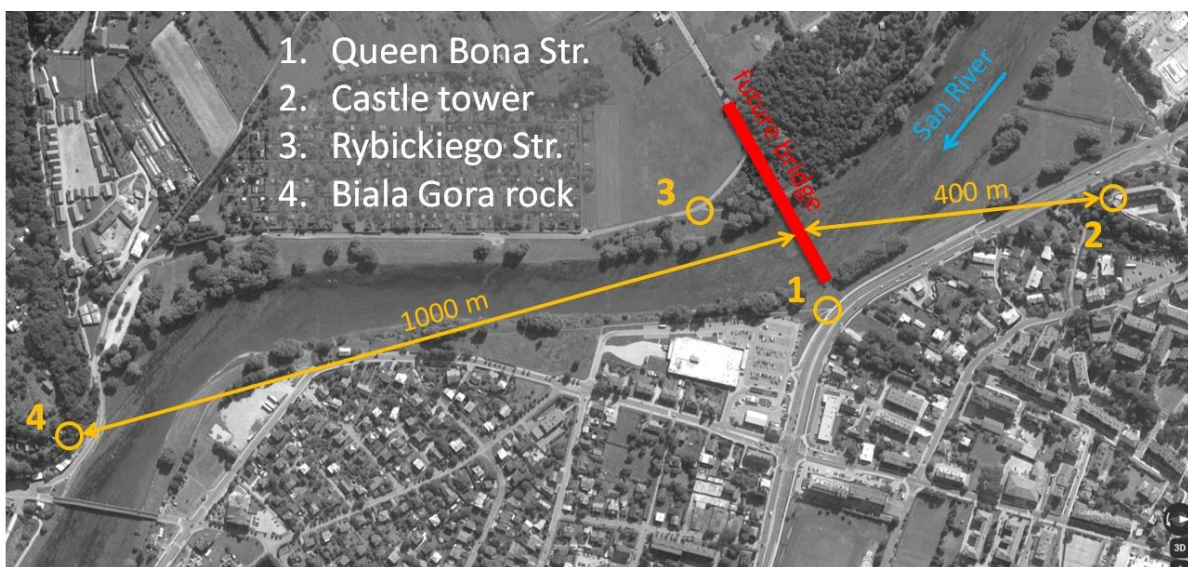 1. Queen Bona Str.
2. Castle tower
3. Rybickiego Str.
4. Biala Gora rock
future bridge
San River
400 m
1000 m
3
2
1
4
3D